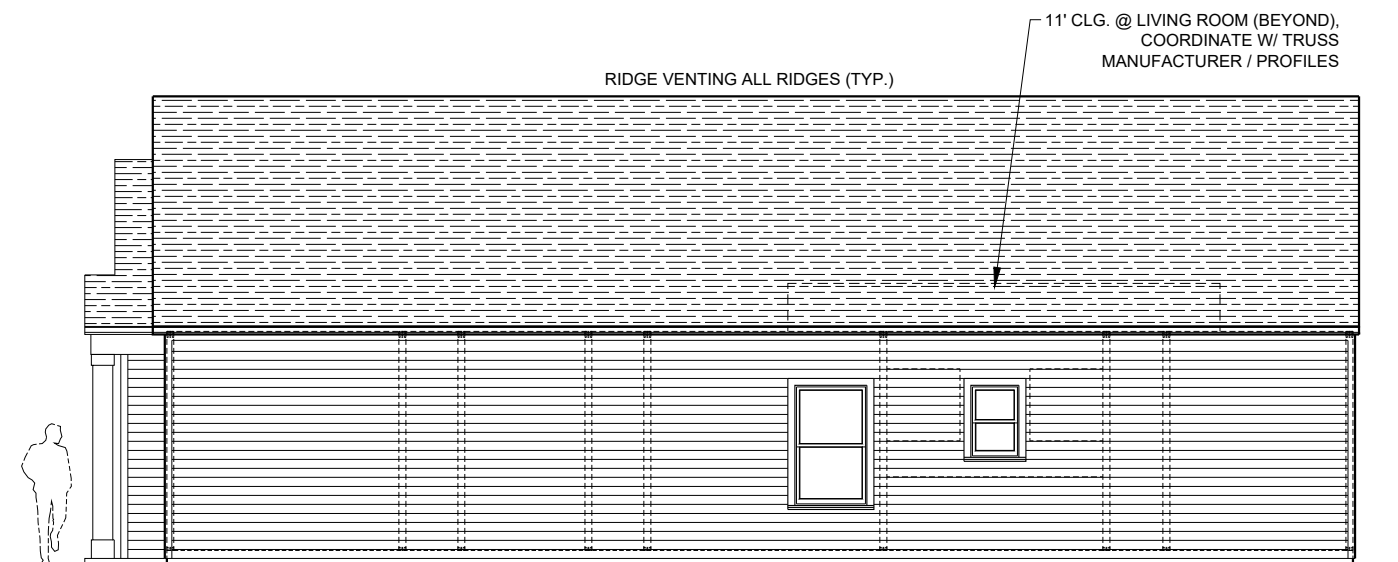 11' CLG. @ LIVING ROOM (BEYOND),
COORDINATE W/ TRUSS
MANUFACTURER / PROFILES
RIDGE VENTING ALL RIDGES (TYP.)